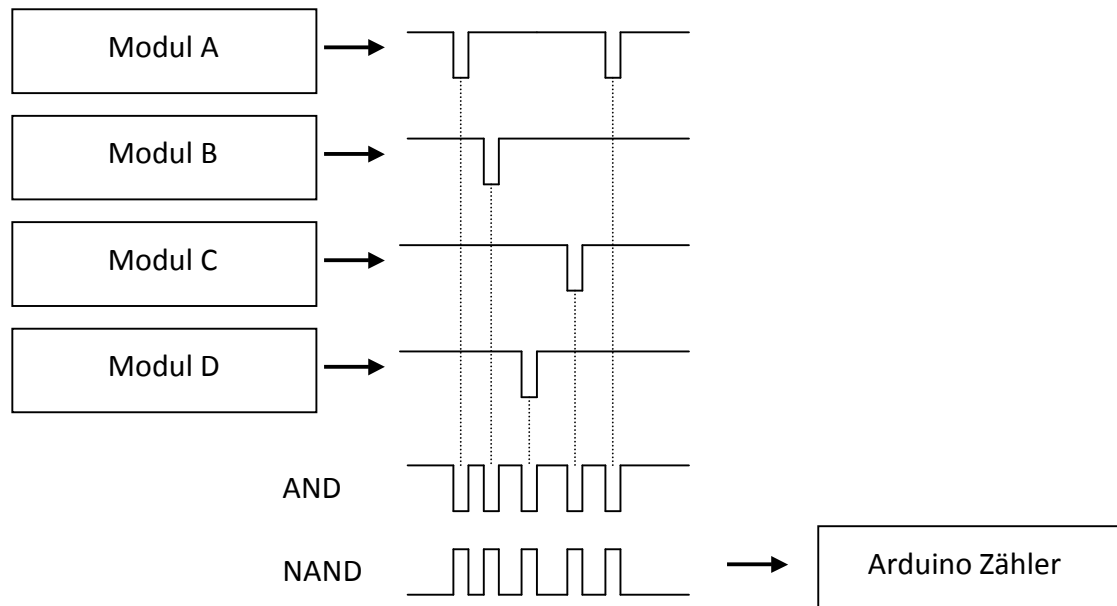 Modul A
Modul B
Modul C
Modul D
AND
NAND
Arduino Zähler